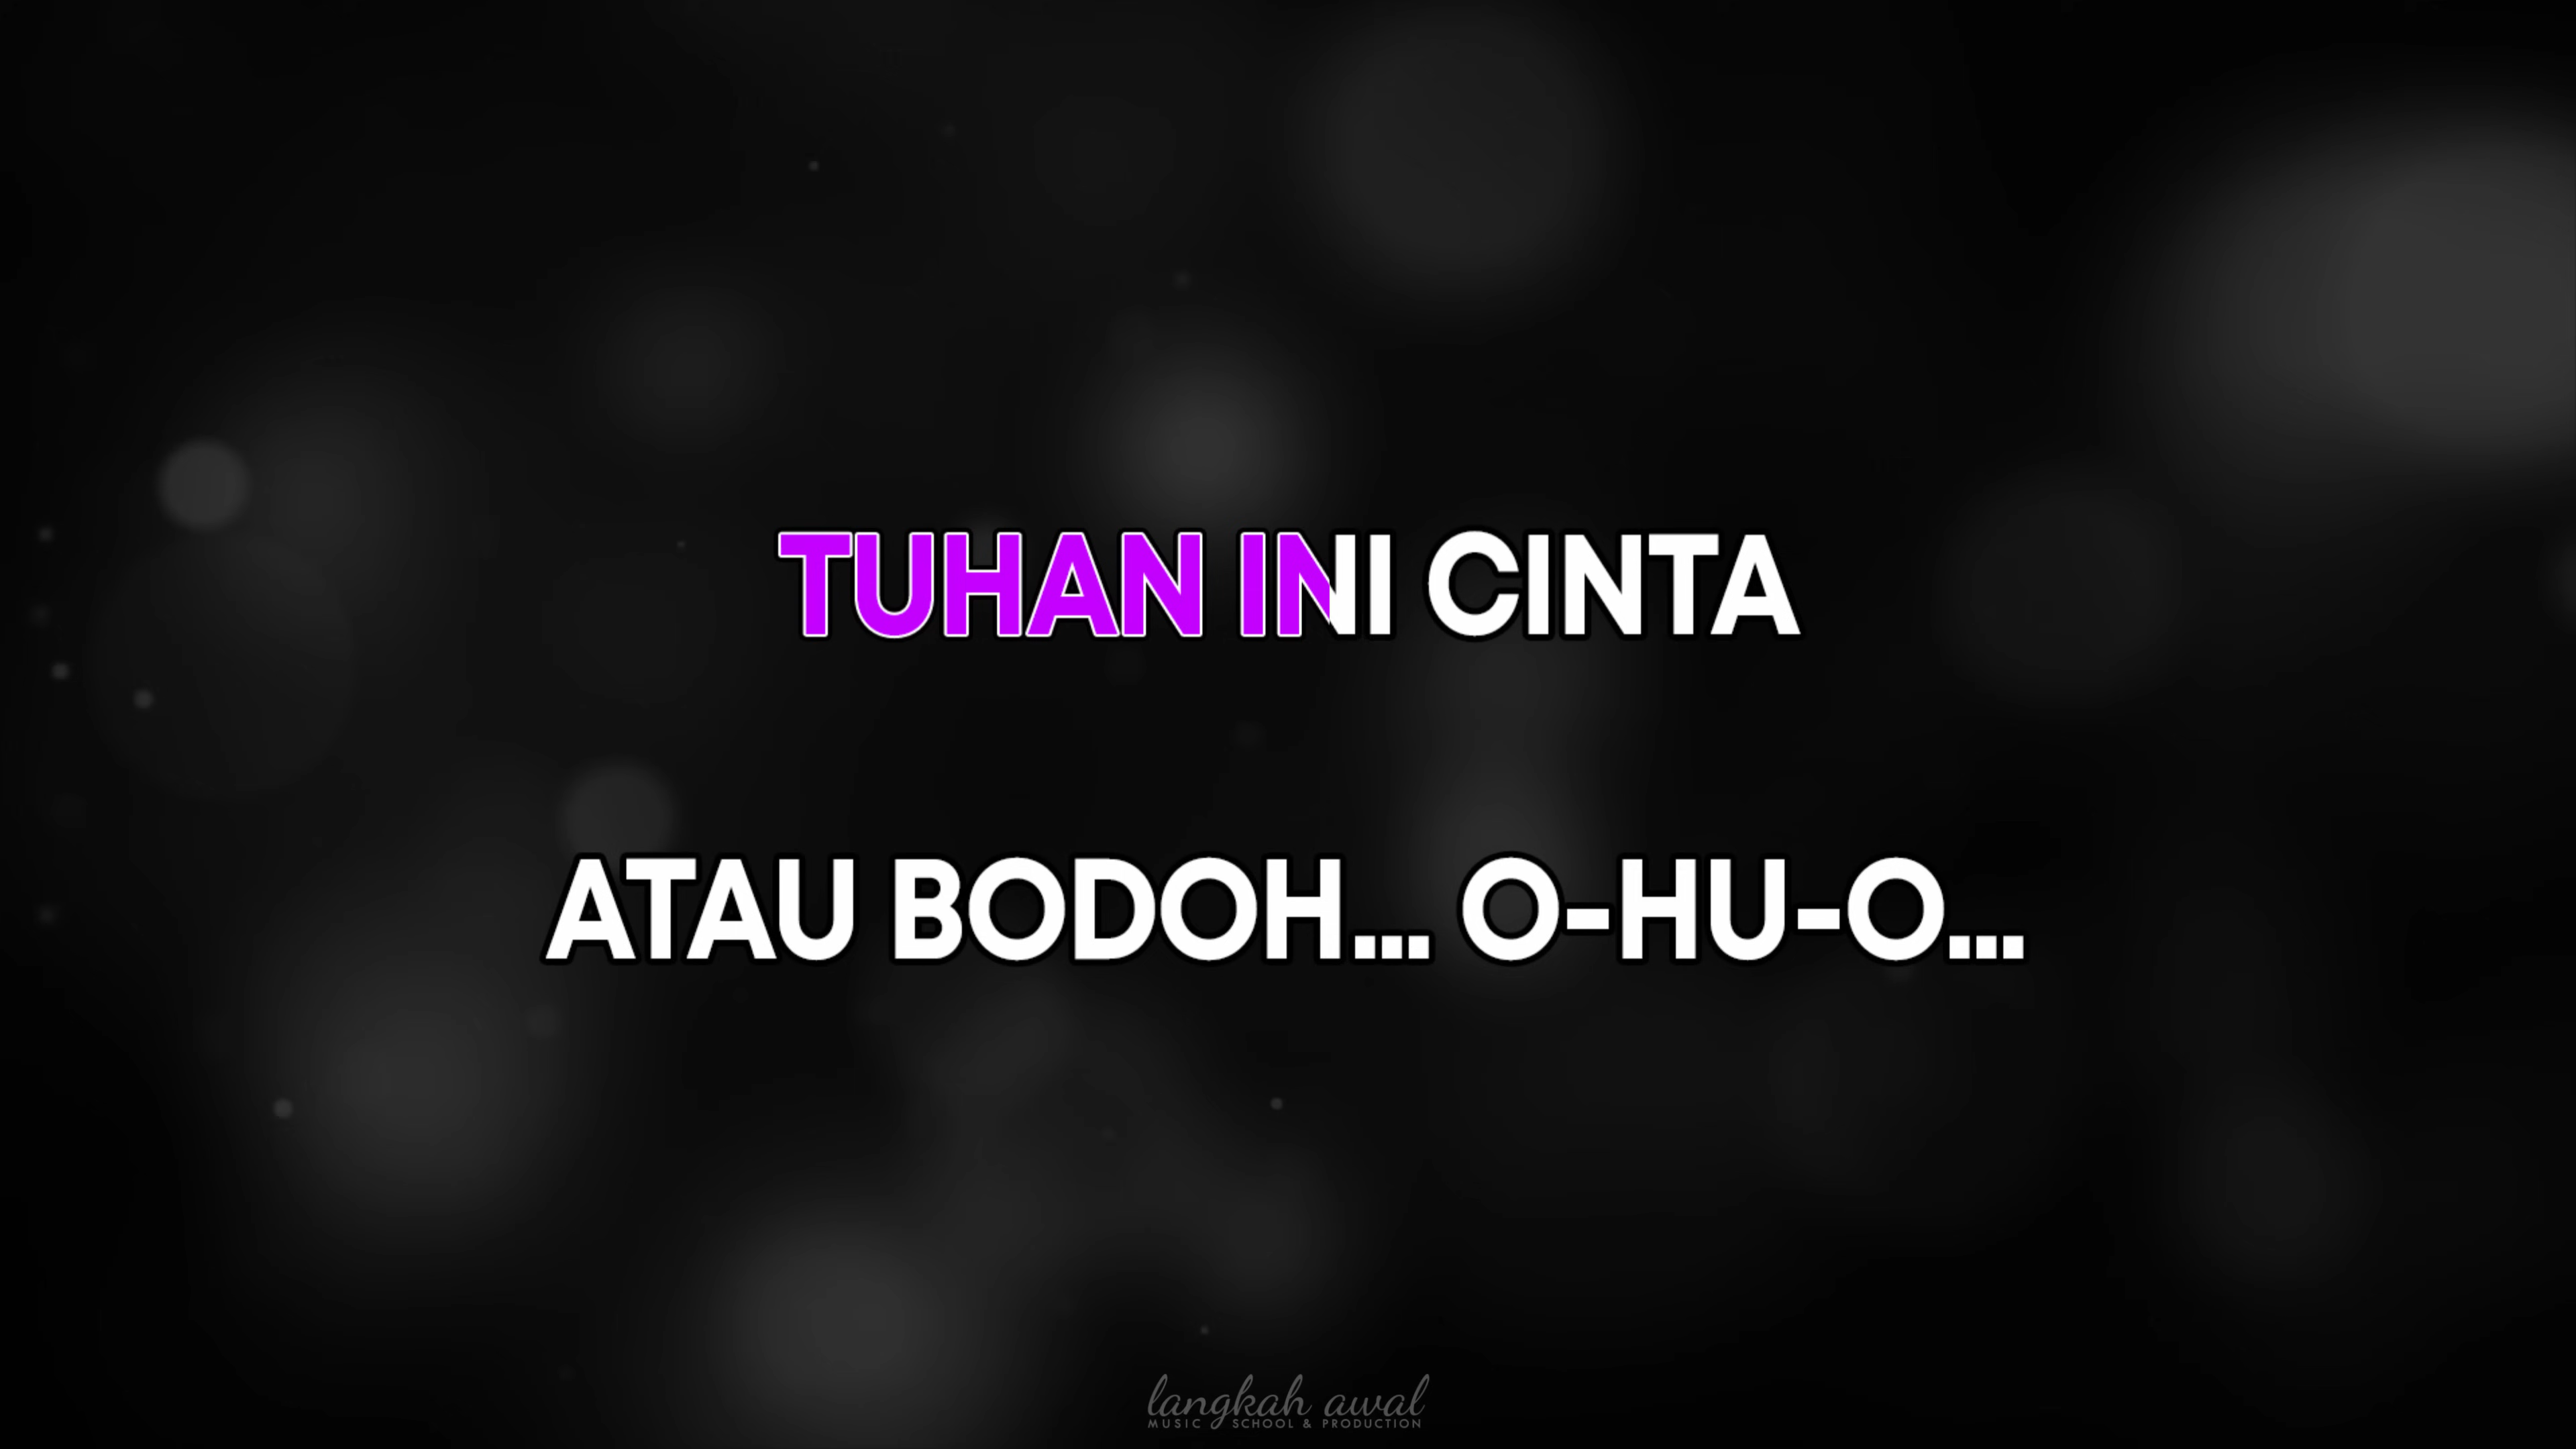 TUHAN INI CINTA
ATAU BODOH... O-HU-O...
langkah awal
MUSIC SCHOOL & PRODUCTION